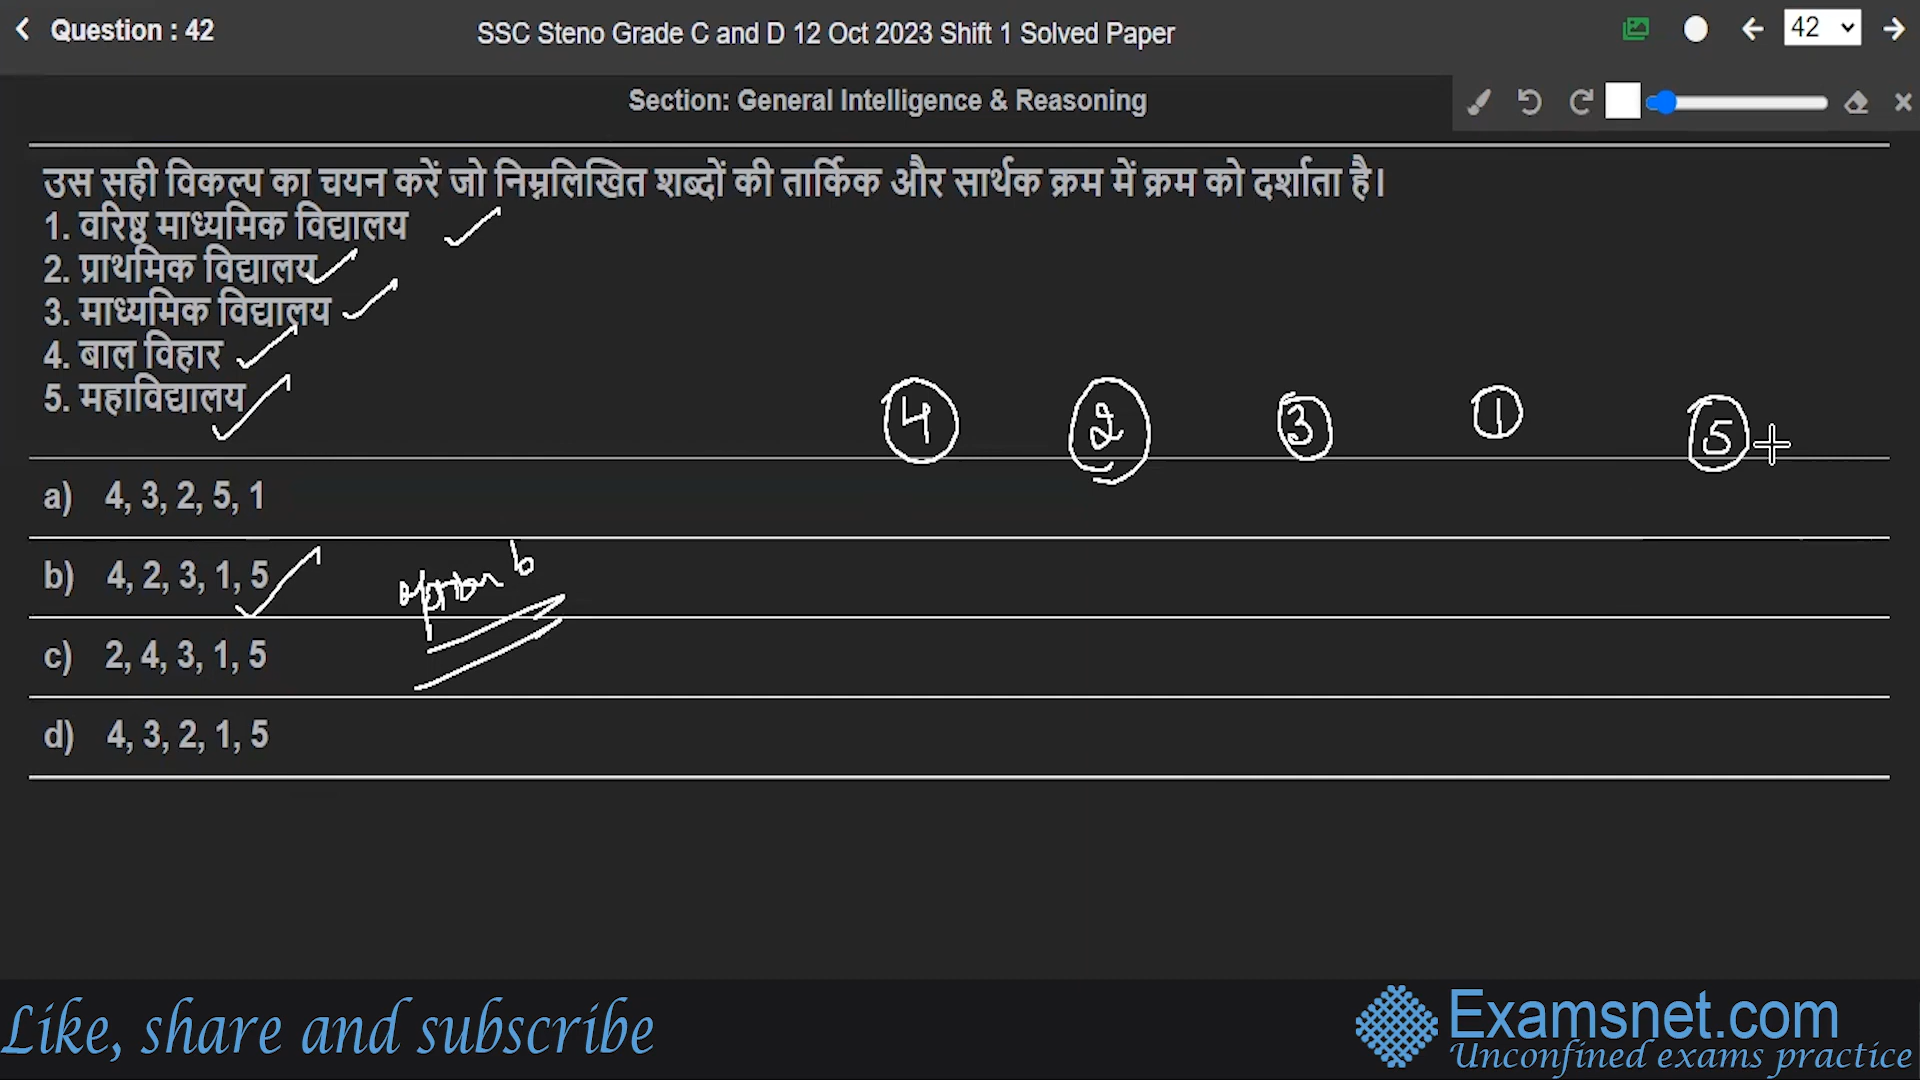 Question : 42
SSC Steno Grade C and D 12 Oct 2023 Shift 1 Solved Paper
42
Section: General Intelligence & Reasoning
उस सही विकल्प का चयन करें जो निम्नलिखित शब्दों की तार्किक और सार्थक क्रम में क्रम को दर्शाता है।
1. वरिष्ठ माध्यमिक विद्यालय
2. प्राथमिक विद्यालय
3. माध्यमिक विद्यालय
4. बाल विहार
5. महाविद्यालय
4 2 3 1 5
a) 4, 3, 2, 5, 1
b) 4, 2, 3, 1, 5
option b
c) 2, 4, 3, 1, 5
d) 4, 3, 2, 1, 5
Like, share and subscribe
Examsnet.com
Unconfined exams practice